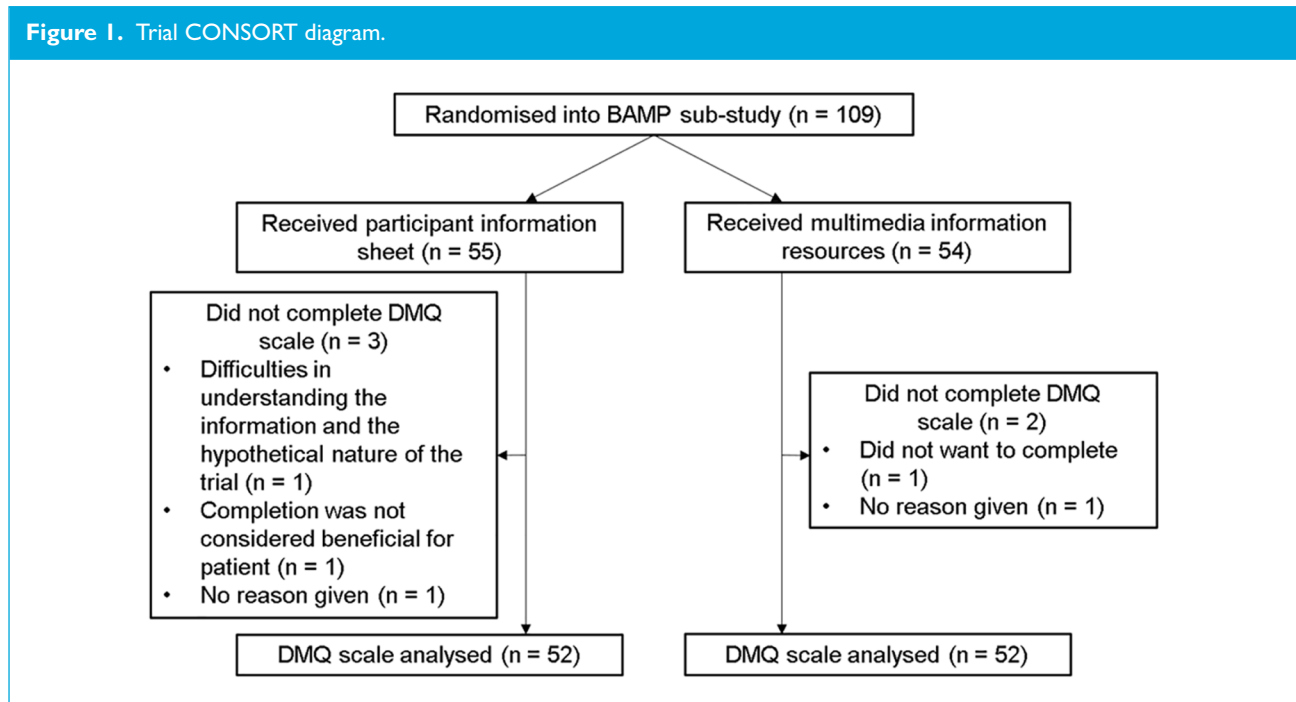 Figure 1. Trial CONSORT diagram.
Randomised into BAMP sub-study (n = 109)
Received participant information
sheet (n = 55)
Received multimedia information
resources (n = 54)
Did not complete DMQ
scale (n = 3)
• Difficulties in
understanding the
information and the
hypothetical nature of the
trial (n = 1)
• Completion was not
considered beneficial for
patient (n = 1)
• No reason given (n = 1)
Did not complete DMQ
scale (n = 2)
• Did not want to complete
(n = 1)
• No reason given (n = 1)
DMQ scale analysed (n = 52)
DMQ scale analysed (n = 52)